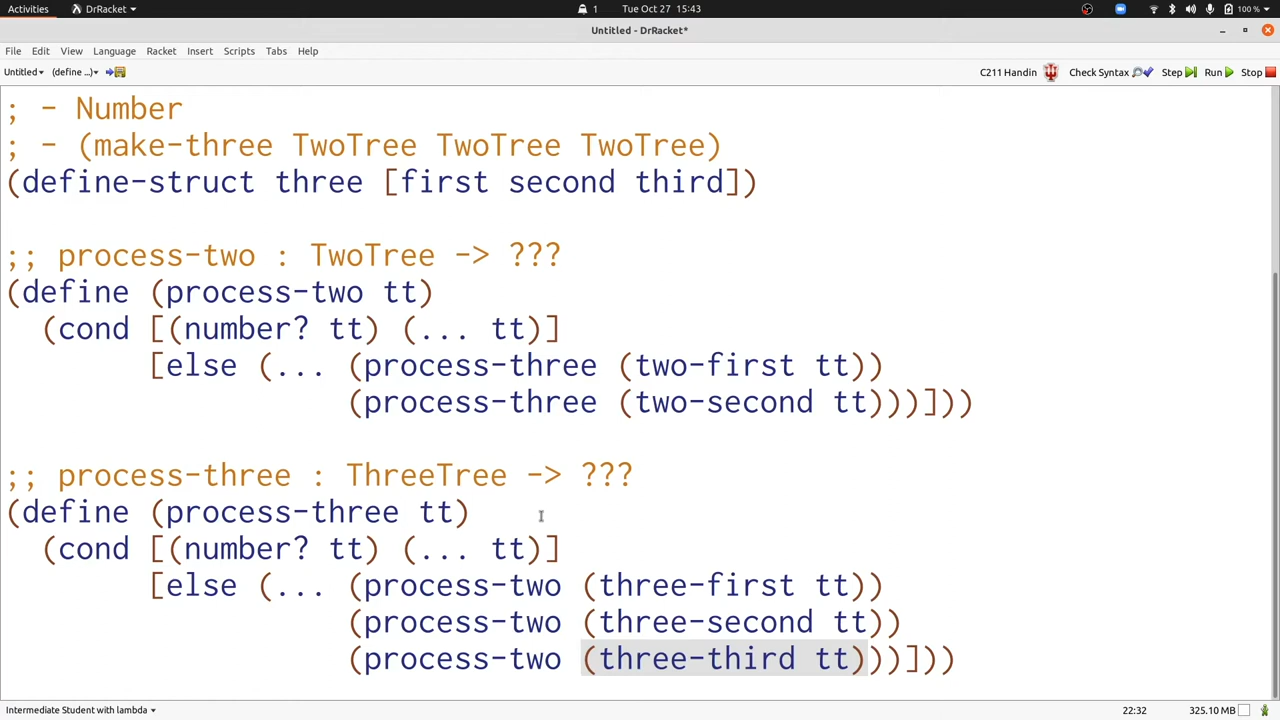 Activities DrRacket Tue Oct 27 15:43 1 100 %
Untitled - DrRacket*
File Edit View Language Racket Insert Scripts Tabs Help
Untitled (define ...) C211 Handin Check Syntax Step Run Stop
; - Number
; - (make-three TwoTree TwoTree TwoTree)
(define-struct three [first second third])
;; process-two : TwoTree -> ???
(define (process-two tt)
(cond [(number? tt) (... tt)]
[else (... (process-three (two-first tt))
(process-three (two-second tt)))]))
;; process-three : ThreeTree -> ???
(define (process-three tt)
(cond [(number? tt) (... tt)]
[else (... (process-two (three-first tt))
(process-two (three-second tt))
(process-two (three-third tt)))]))
Intermediate Student with lambda 22:32 325.10 MB